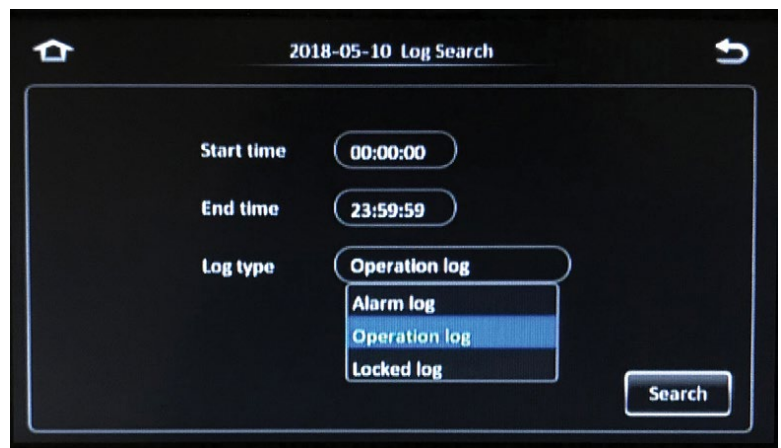 2018-05-10 Log Search
Start time 00:00:00
End time 23:59:59
Log type Operation log
Alarm log
Operation log
Locked log
Search